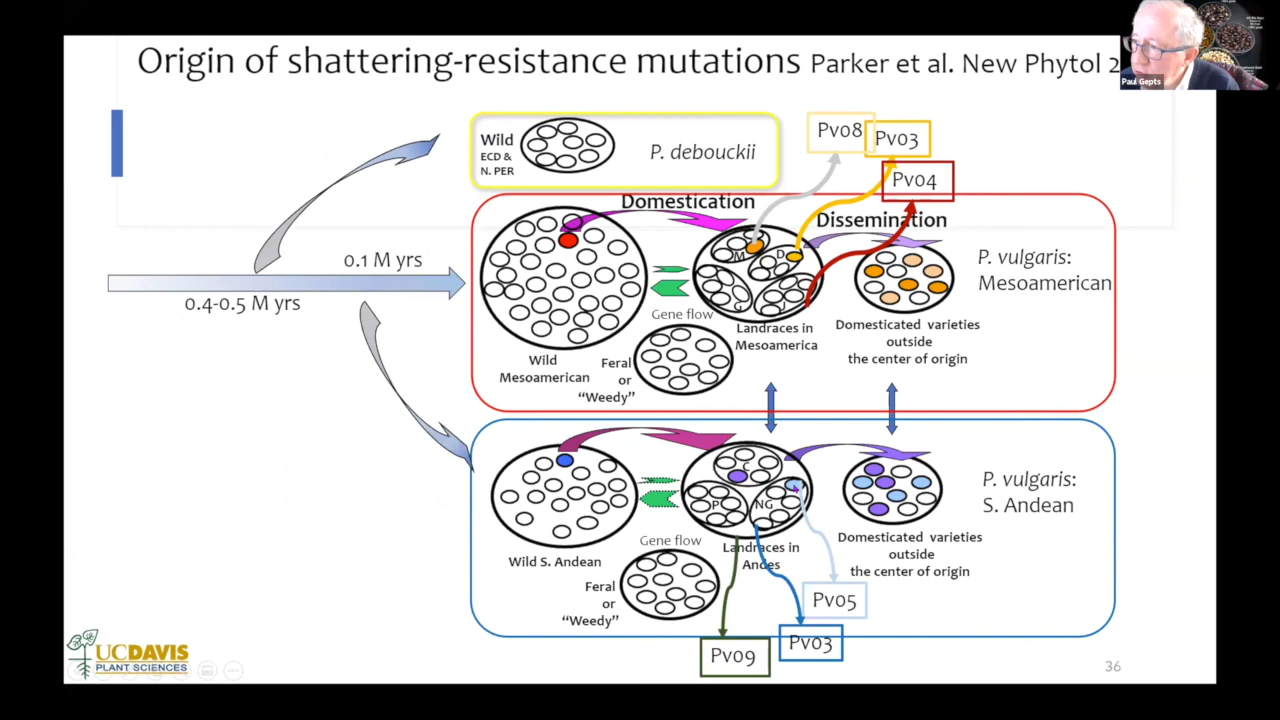 Origin of shattering-resistance mutations Parker et al. New Phytol 2
Paul Gepts
Wild
ECD &
N. PER
P. debouckii
Pv08
Pv03
Pv04
Domestication
Dissemination
0.1 M yrs
0.4-0.5 M yrs
M
D
G
J
P. vulgaris:
Mesoamerican
Gene flow
Landraces in
Mesoamerica
Domesticated varieties
outside
the center of origin
Wild
Mesoamerican
Feral
or
“Weedy”
C
P
NG
P. vulgaris:
S. Andean
Gene flow
Landraces in
Andes
Domesticated varieties
outside
the center of origin
Wild S. Andean
Feral
or
“Weedy”
Pv05
Pv03
Pv09
UCDAVIS
PLANT SCIENCES
36